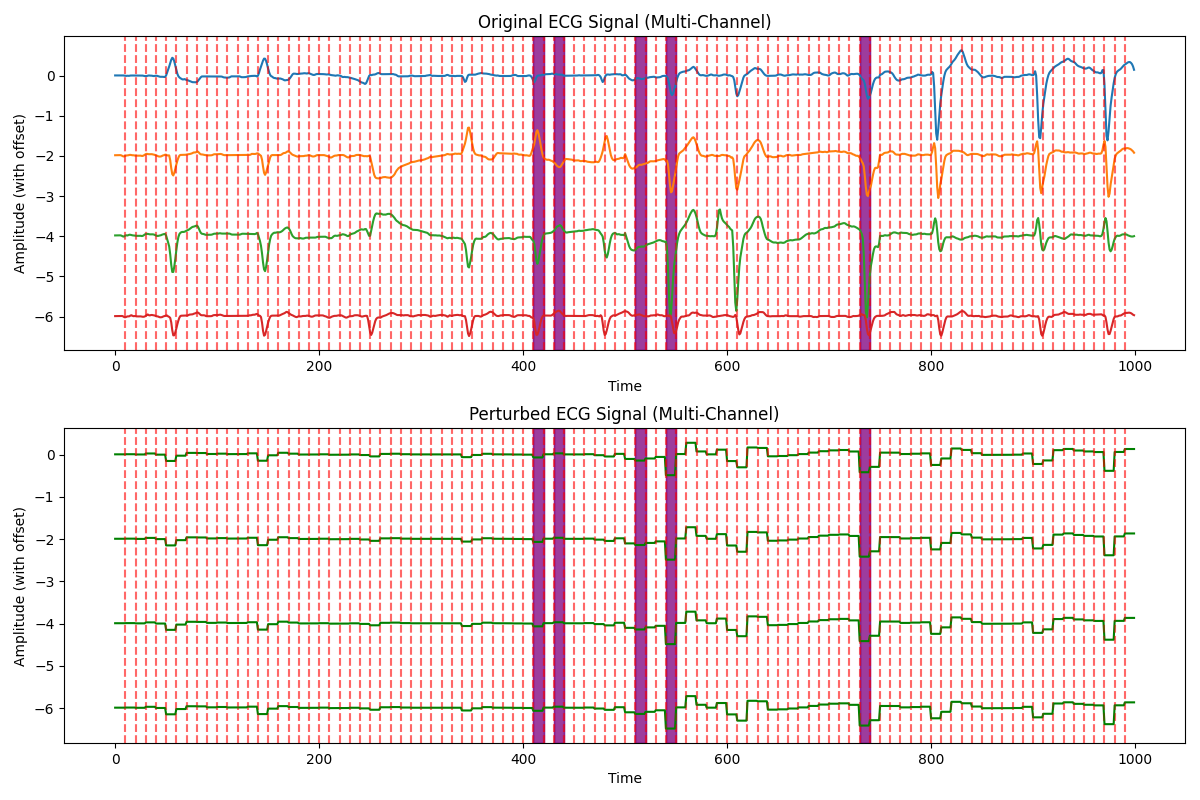 Original ECG Signal (Multi-Channel)
Amplitude (with offset)
0
−1
−2
−3
−4
−5
−6
0 200 400 600 800 1000
Time
Perturbed ECG Signal (Multi-Channel)
Amplitude (with offset)
0
−1
−2
−3
−4
−5
−6
0 200 400 600 800 1000
Time